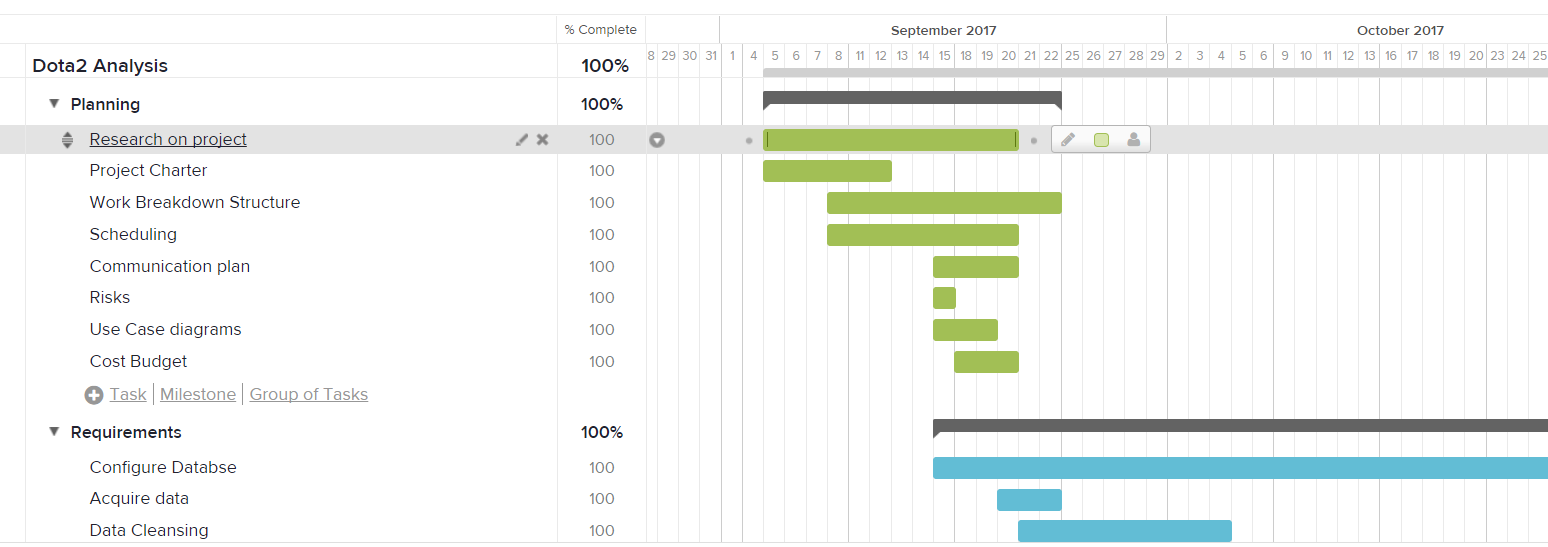 % Complete September 2017 October 2017
8 29 30 31 1 4 5 6 7 8 11 12 13 14 15 18 19 20 21 22 25 26 27 28 29 2 3 4 5 6 9 10 11 12 13 16 17 18 19 20 23 24 25
Dota2 Analysis 100%
Planning 100%
Research on project 100
Project Charter 100
Work Breakdown Structure 100
Scheduling 100
Communication plan 100
Risks 100
Use Case diagrams 100
Cost Budget 100
Task | Milestone | Group of Tasks
Requirements 100%
Configure Databse 100
Acquire data 100
Data Cleansing 100